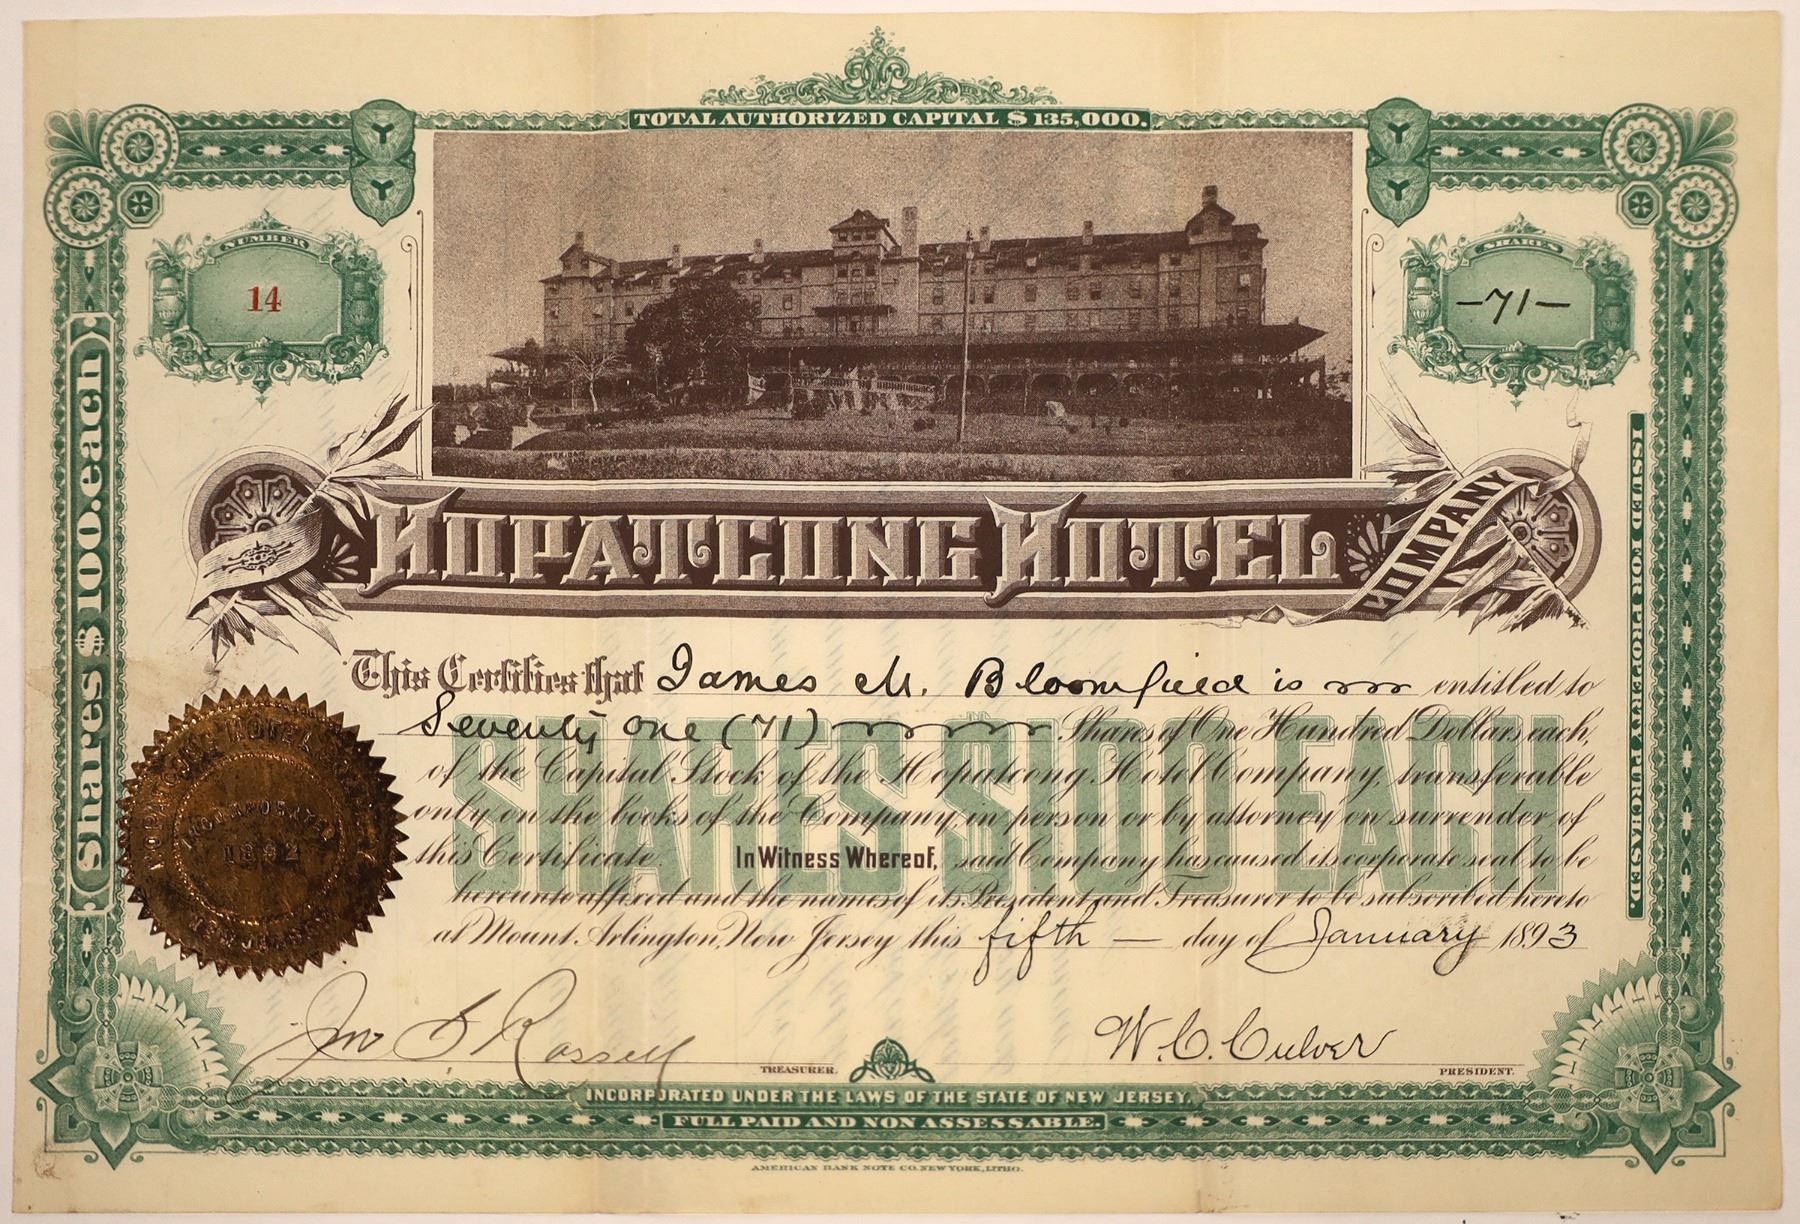 TOTAL AUTHORIZED CAPITAL $ 135,000.
NUMBER
14
SHARES
—71—
Shares $100.each
ISSUED FOR PROPERTY PURCHASED.
HOPATCONG HOTEL
COMPANY
This Certifies that James M. Bloomfield is entitled to
Seventy one (71) Shares of One Hundred Dollars each,
of the Capital Stock of the Hopatcong Hotel Company, transferable
only on the books of the Company, in person or by attorney on surrender of
this Certificate. In Witness Whereof, said Company has caused its corporate seal to be
hereunto affixed and the names of its President and Treasurer to be subscribed hereto
at Mount Arlington, New Jersey this fifth — day of January 1893
SHARES $100 EACH
HOPATCONG HOTEL COMPANY
INCORPORATED
1892
NEW JERSEY
Jno S Rossell
TREASURER.
W. C. Culver
PRESIDENT.
INCORPORATED UNDER THE LAWS OF THE STATE OF NEW JERSEY.
FULL PAID AND NON ASSESSABLE.
AMERICAN BANK NOTE CO. NEW YORK, LITHO.